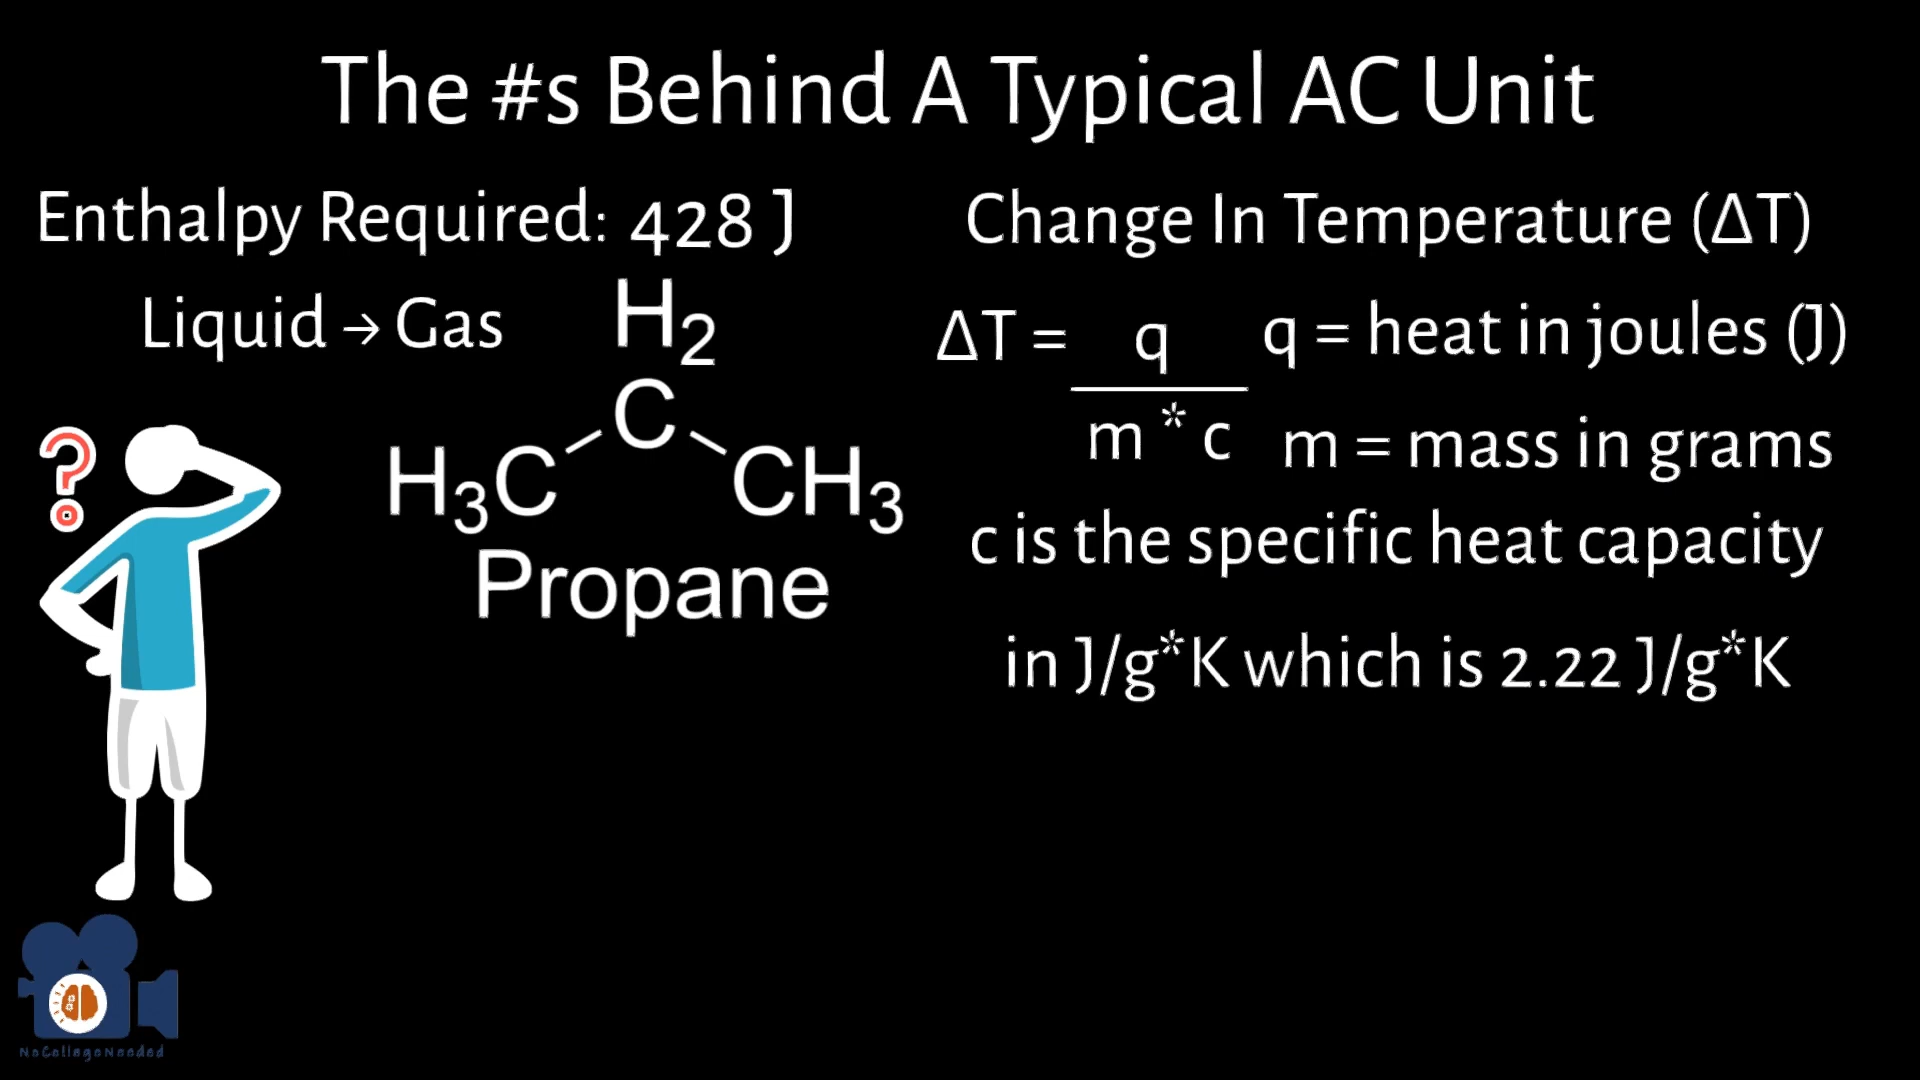 The #s Behind A Typical AC Unit
Enthalpy Required: 428 J
Liquid → Gas
H2
C
H3C
CH3
Propane
Change In Temperature (ΔT)
ΔT = q
m * c
q = heat in joules (J)
m = mass in grams
c is the specific heat capacity
in J/g*K which is 2.22 J/g*K
?
NoCollegeNeeded